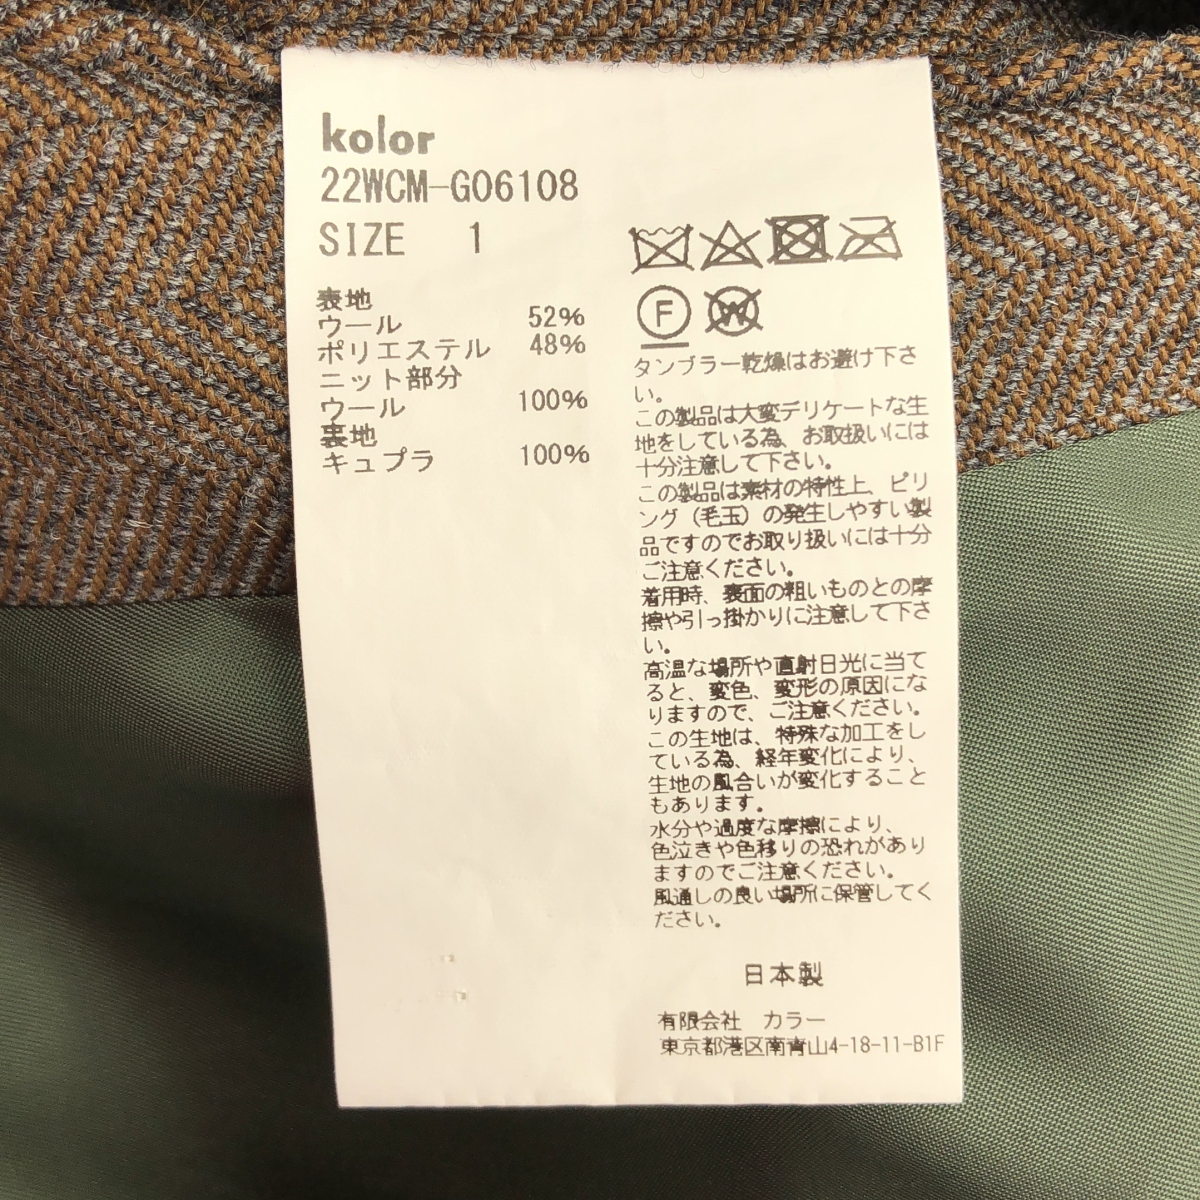 kolor
22WCM-G06108
SIZE 1
表地
ウール 52%
ポリエステル 48%
ニット部分
ウール 100%
裏地
キュプラ 100%
F W
タンブラー乾燥はお避け下さ
い。
この製品は大変デリケートな生
地をしている為、お取扱いには
十分注意して下さい。
この製品は素材の特性上、ピリ
ング(毛玉)の発生しやすい製
品ですのでお取り扱いには十分
ご注意ください。
着用時、表面の粗いものとの摩
擦や引っ掛かりに注意して下さ
い。
高温な場所や直射日光に当て
ると、変色、変形の原因にな
りますので、ご注意ください。
この生地は、特殊な加工をし
ている為、経年変化により、
生地の風合いが変化すること
もあります。
水分や過度な摩擦により、
色泣きや色移りの恐れがあり
ますのでご注意ください。
風通しの良い場所に保管してく
ださい。
日本製
有限会社 カラー
東京都港区南青山4-18-11-B1F